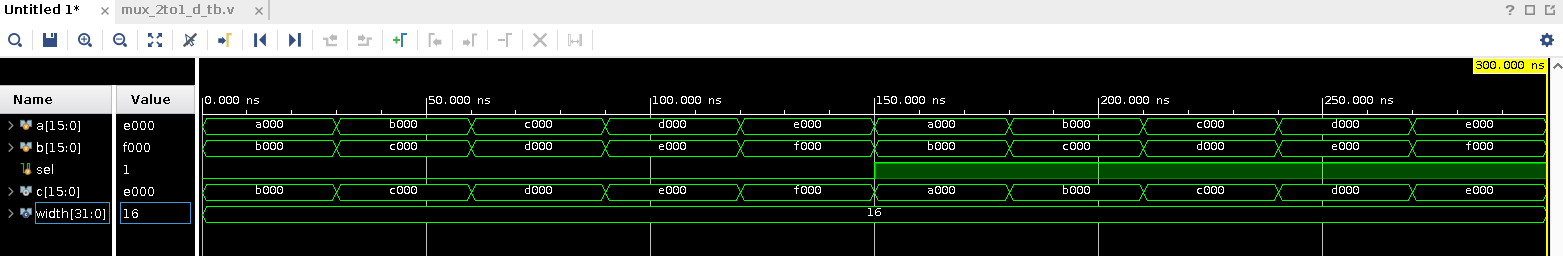 Untitled 1* × mux_2to1_d_tb.v × ?
300.000 ns
Name Value 0.000 ns 50.000 ns 100.000 ns 150.000 ns 200.000 ns 250.000 ns
a[15:0] e000 a000 b000 c000 d000 e000 a000 b000 c000 d000 e000
b[15:0] f000 b000 c000 d000 e000 f000 b000 c000 d000 e000 f000
sel 1
c[15:0] e000 b000 c000 d000 e000 f000 a000 b000 c000 d000 e000
width[31:0] 16 16